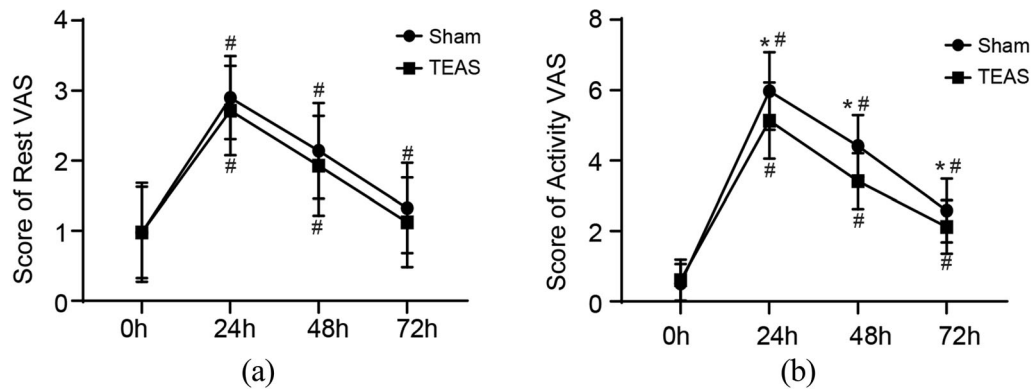 Score of Rest VAS
4
3
2
1
0
0h 24h 48h 72h
Sham
TEAS
#
#
#
#
#
(a)
Score of Activity VAS
8
6
4
2
0
0h 24h 48h 72h
Sham
TEAS
*#
*#
*#
#
#
#
(b)